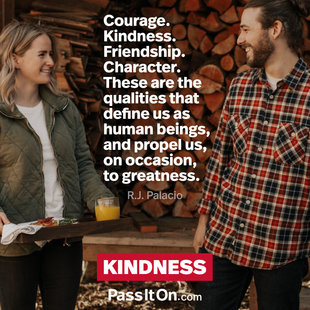 Courage.
Kindness.
Friendship.
Character.
These are the
qualities that
define us as
human beings,
and propel us,
on occasion,
to greatness.
R.J. Palacio
KINDNESS
PassItOn.com